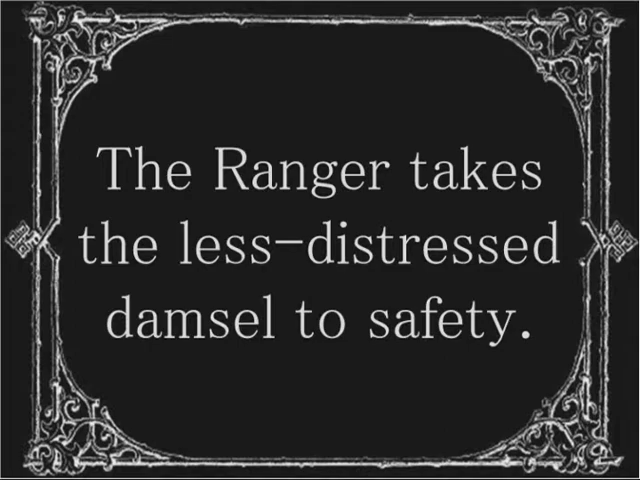 The Ranger takes
the less-distressed
damsel to safety.